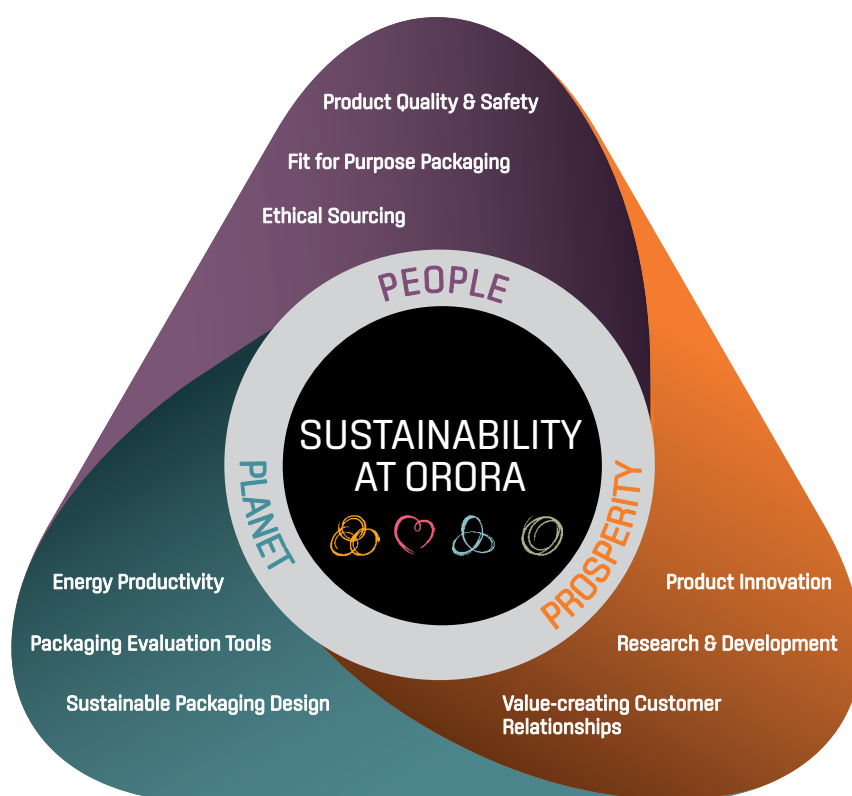 Product Quality & Safety
Fit for Purpose Packaging
Ethical Sourcing
PEOPLE
SUSTAINABILITY
AT ORORA
PLANET
PROSPERITY
Energy Productivity
Packaging Evaluation Tools
Sustainable Packaging Design
Product Innovation
Research & Development
Value-creating Customer
Relationships